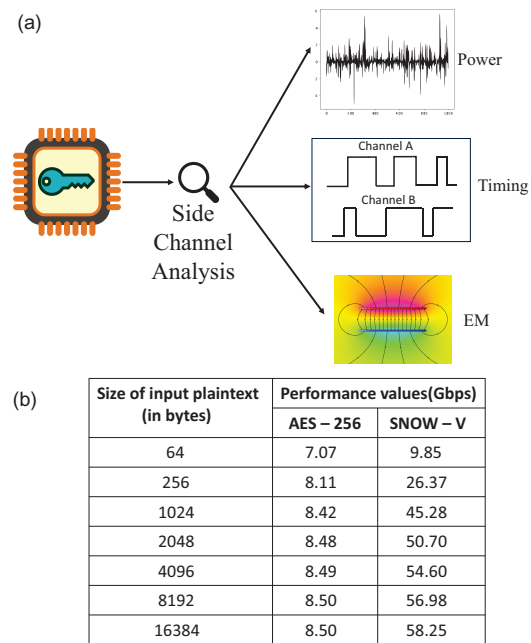 (a)
Power
Side
Channel
Analysis
Channel A
Channel B
Timing
EM
(b)
Size of input plaintext (in bytes) Performance values(Gbps)
AES – 256 SNOW – V
64 7.07 9.85
256 8.11 26.37
1024 8.42 45.28
2048 8.48 50.70
4096 8.49 54.60
8192 8.50 56.98
16384 8.50 58.25